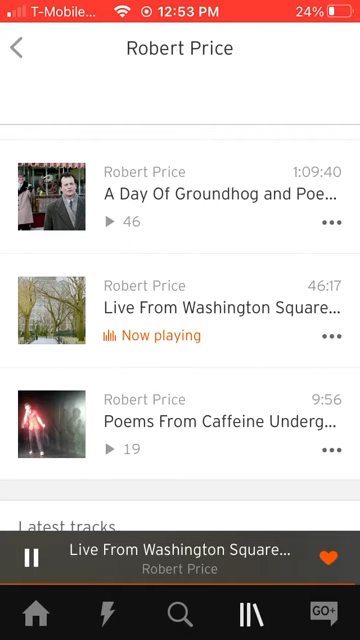 T-Mobile... 12:53 PM 24%
Robert Price
Robert Price 1:09:40
A Day Of Groundhog and Poe...
46
Robert Price 46:17
Live From Washington Square...
Now playing
Robert Price 9:56
Poems From Caffeine Underg...
19
Latest tracks
Live From Washington Square...
Robert Price
GO+